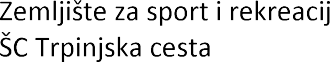 Zemljište za sport i rekreacij
ŠC Trpinjska cesta